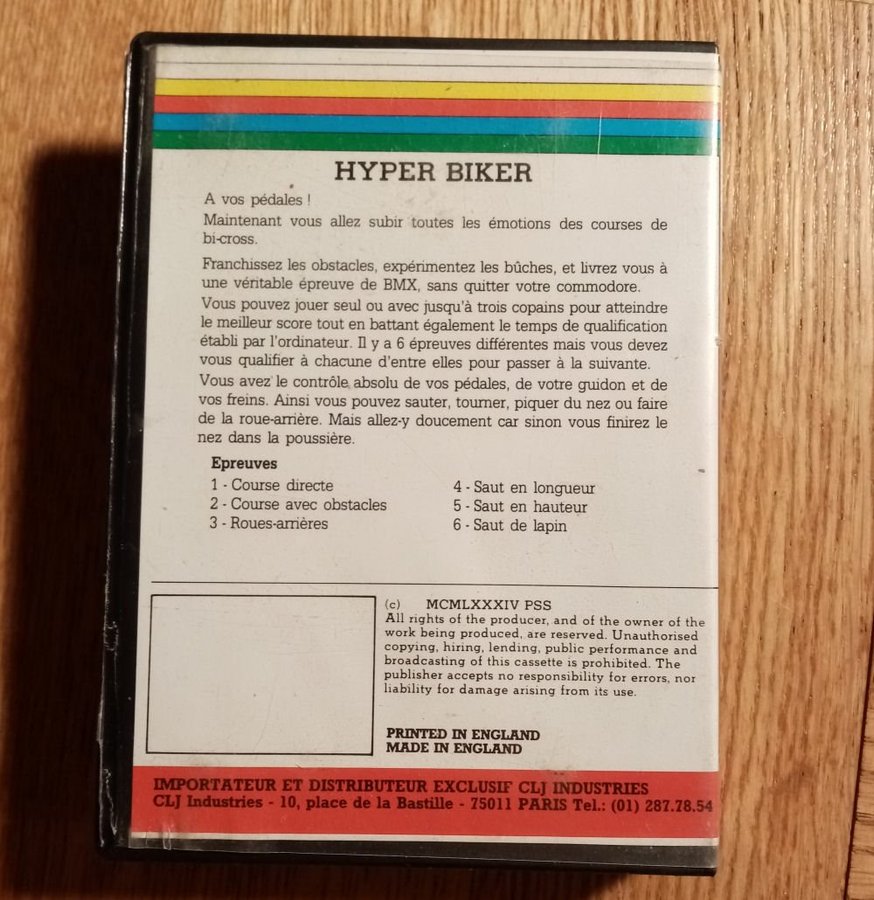 HYPER BIKER
A vos pédales !
Maintenant vous allez subir toutes les émotions des courses de
bi-cross.
Franchissez les obstacles, expérimentez les bûches, et livrez vous à
une véritable épreuve de BMX, sans quitter votre commodore.
Vous pouvez jouer seul ou avec jusqu'à trois copains pour atteindre
le meilleur score tout en battant également le temps de qualification
établi par l'ordinateur. Il y a 6 épreuves différentes mais vous devez
vous qualifier à chacune d'entre elles pour passer à la suivante.
Vous avez le contrôle absolu de vos pédales, de votre guidon et de
vos freins. Ainsi vous pouvez sauter, tourner, piquer du nez ou faire
de la roue-arrière. Mais allez-y doucement car sinon vous finirez le
nez dans la poussière.
Epreuves
1 - Course directe
2 - Course avec obstacles
3 - Roues-arrières
4 - Saut en longueur
5 - Saut en hauteur
6 - Saut de lapin
(c) MCMLXXXIV PSS
All rights of the producer, and of the owner of the
work being produced, are reserved. Unauthorised
copying, hiring, lending, public performance and
broadcasting of this cassette is prohibited. The
publisher accepts no responsibility for errors, nor
liability for damage arising from its use.
PRINTED IN ENGLAND
MADE IN ENGLAND
IMPORTATEUR ET DISTRIBUTEUR EXCLUSIF CLJ INDUSTRIES
CLJ Industries - 10, place de la Bastille - 75011 PARIS Tel.: (01) 287.78.54